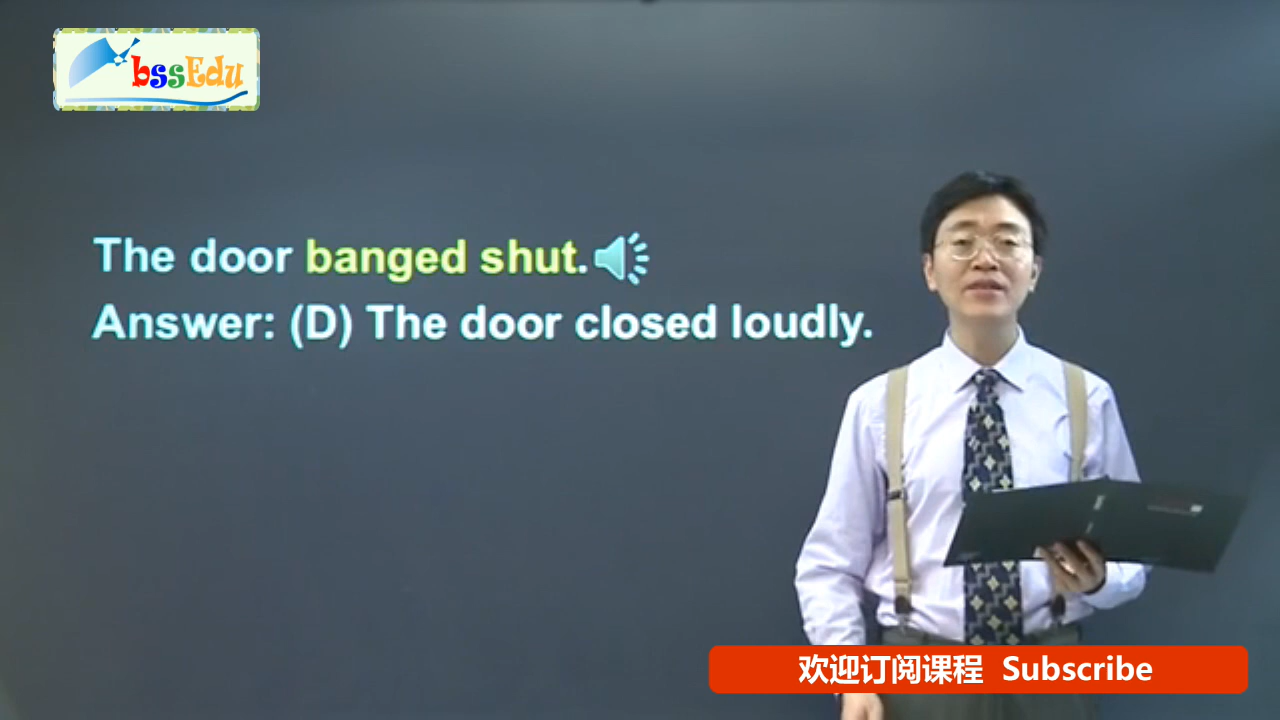 bssEdu
The door banged shut.
Answer: (D) The door closed loudly.
欢迎订阅课程 Subscribe